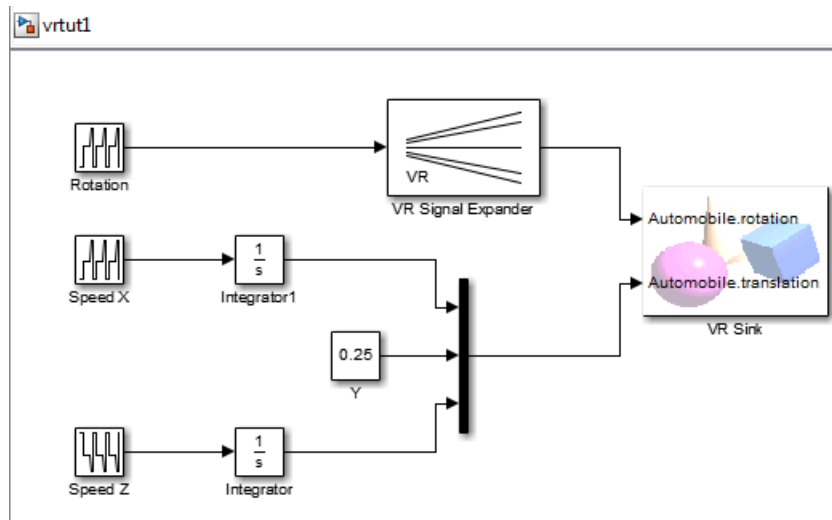 vrtut1
VR
Rotation
VR Signal Expander
Automobile.rotation
1
s
Speed X
Integrator1
Automobile.translation
VR Sink
0.25
Y
1
s
Speed Z
Integrator